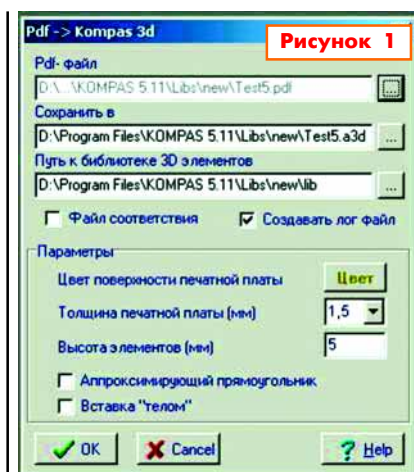 Pdf -> Kompas 3d
Рисунок 1
Pdf- файл
D:\...\KOMPAS 5.11\Libs\new\Test5.pdf
...
Сохранить в
D:\Program Files\KOMPAS 5.11\Libs\new\Test5.a3d
...
Путь к библиотеке 3D элементов
D:\Program Files\KOMPAS 5.11\Libs\new\lib
...
Файл соответствия Создавать лог файл
Параметры
Цвет поверхности печатной платы Цвет
Толщина печатной платы (мм) 1,5
Высота элементов (мм) 5
Аппроксимирующий прямоугольник
Вставка "телом"
OK Cancel ? Help